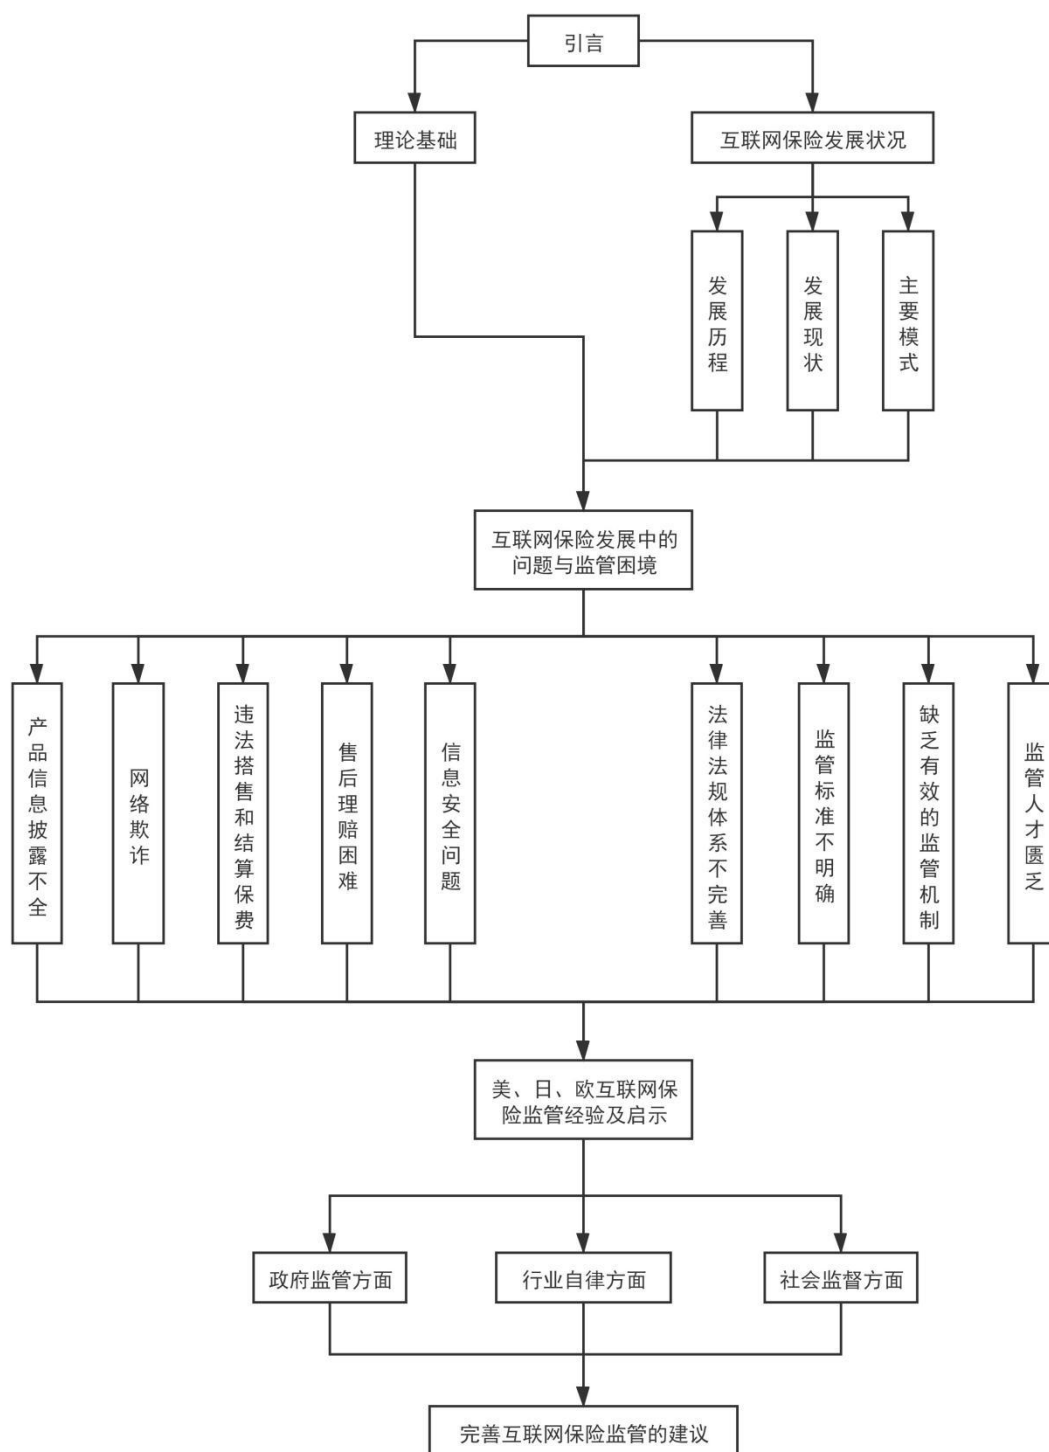 引言
理论基础
互联网保险发展状况
发展历程
发展现状
主要模式
互联网保险发展中的
问题与监管困境
产品信息披露不全
网络欺诈
违法搭售和结算保费
售后理赔困难
信息安全问题
法律法规体系不完善
监管标准不明确
缺乏有效的监管机制
监管人才匮乏
美、日、欧互联网保
险监管经验及启示
政府监管方面
行业自律方面
社会监督方面
完善互联网保险监管的建议